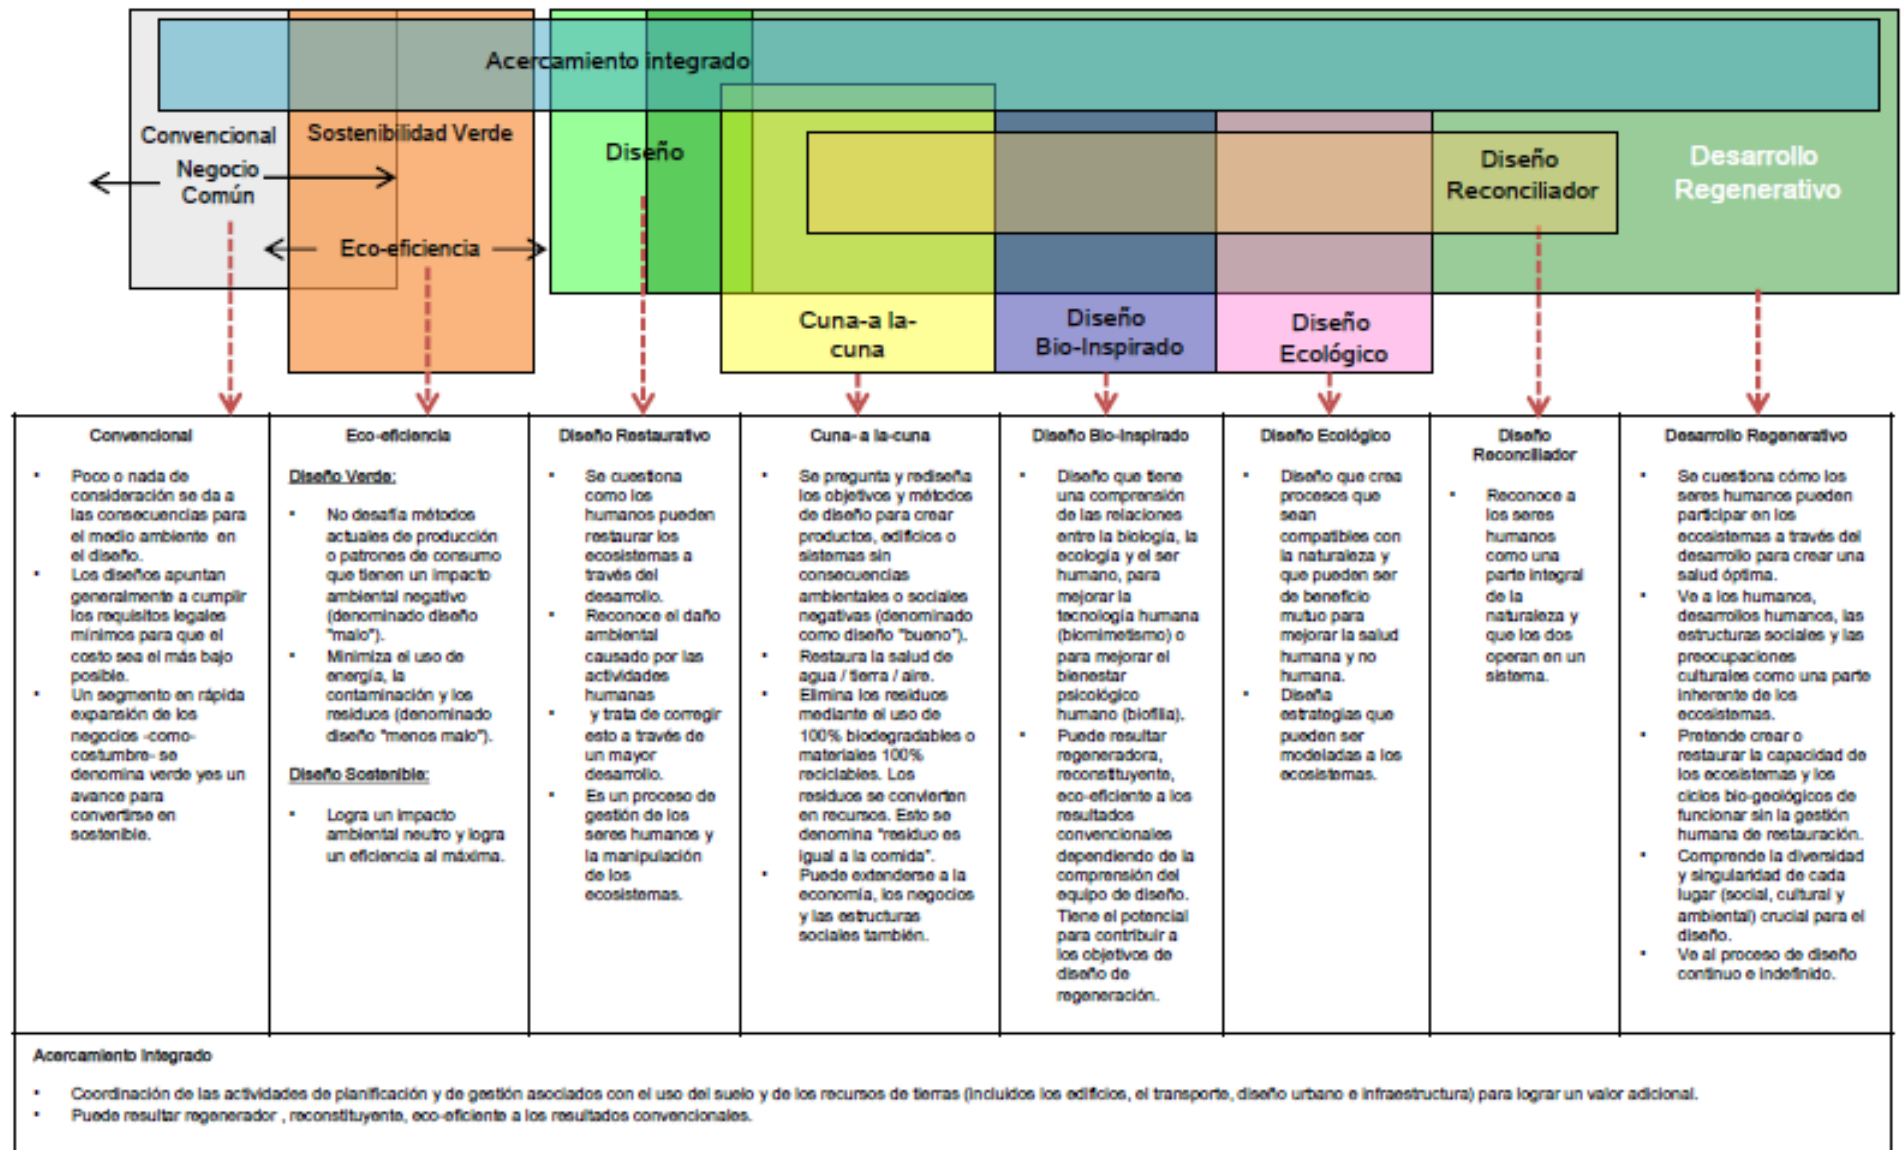 Acercamiento integrado
Convencional
Negocio
Común
Sostenibilidad Verde
Eco-eficiencia
Diseño
Cuna-a la-
cuna
Diseño
Bio-Inspirado
Diseño
Ecológico
Diseño
Reconciliador
Desarrollo
Regenerativo
Convencional
▪ Poco o nada de
consideración se da a
las consecuencias para
el medio ambiente en
el diseño.
▪ Los diseños apuntan
generalmente a cumplir
los requisitos legales
mínimos para que el
costo sea el más bajo
posible.
▪ Un segmento en rápida
expansión de los
negocios -como-
costumbre- se
denomina verde yes un
avance para
convertirse en
sostenible.
Eco-eficiencia
Diseño Verde:
▪ No desafía métodos
actuales de producción
o patrones de consumo
que tienen un impacto
ambiental negativo
(denominado diseño
"malo").
▪ Minimiza el uso de
energía, la
contaminación y los
residuos (denominado
diseño "menos malo").
Diseño Sostenible:
▪ Logra un impacto
ambiental neutro y logra
un eficiencia al máxima.
Diseño Restaurativo
▪ Se cuestiona
como los
humanos pueden
restaurar los
ecosistemas a
través del
desarrollo.
▪ Reconoce el daño
ambiental
causado por las
actividades
humanas
▪ y trata de corregir
esto a través de
un mayor
desarrollo.
▪ Es un proceso de
gestión de los
seres humanos y
la manipulación
de los
ecosistemas.
Cuna- a la-cuna
▪ Se pregunta y rediseña
los objetivos y métodos
de diseño para crear
productos, edificios o
sistemas sin
consecuencias
ambientales o sociales
negativas (denominado
como diseño "bueno").
▪ Restaura la salud de
agua / tierra / aire.
▪ Elimina los residuos
mediante el uso de
100% biodegradables o
materiales 100%
reciclables. Los
residuos se convierten
en recursos. Esto se
denomina "residuo es
igual a la comida".
▪ Puede extenderse a la
economía, los negocios
y las estructuras
sociales también.
Diseño Bio-Inspirado
▪ Diseño que tiene
una comprensión
de las relaciones
entre la biología, la
ecología y el ser
humano, para
mejorar la
tecnología humana
(biomimetismo) o
para mejorar el
bienestar
psicológico
humano (biofilia).
▪ Puede resultar
regeneradora,
reconstituyente,
eco-eficiente a los
resultados
convencionales
dependiendo de la
comprensión del
equipo de diseño.
Tiene el potencial
para contribuir a
los objetivos de
diseño de
regeneración.
Diseño Ecológico
▪ Diseño que crea
procesos que
sean
compatibles con
la naturaleza y
que pueden ser
de beneficio
mutuo para
mejorar la salud
humana y no
humana.
▪ Diseña
estrategias que
pueden ser
modeladas a los
ecosistemas.
Diseño
Reconciliador
▪ Reconoce a
los seres
humanos
como una
parte integral
de la
naturaleza y
que los dos
operan en un
sistema.
Desarrollo Regenerativo
▪ Se cuestiona cómo los
seres humanos pueden
participar en los
ecosistemas a través del
desarrollo para crear una
salud óptima.
▪ Ve a los humanos,
desarrollos humanos, las
estructuras sociales y las
preocupaciones
culturales como una parte
inherente de los
ecosistemas.
▪ Pretende crear o
restaurar la capacidad de
los ecosistemas y los
ciclos bio-geológicos de
funcionar sin la gestión
humana de restauración.
▪ Comprende la diversidad
y singularidad de cada
lugar (social, cultural y
ambiental) crucial para el
diseño.
▪ Ve al proceso de diseño
continuo e indefinido.
Acercamiento Integrado
▪ Coordinación de las actividades de planificación y de gestión asociados con el uso del suelo y de los recursos de tierras (incluidos los edificios, el transporte, diseño urbano e infraestructura) para lograr un valor adicional.
▪ Puede resultar regenerador , reconstituyente, eco-eficiente a los resultados convencionales.